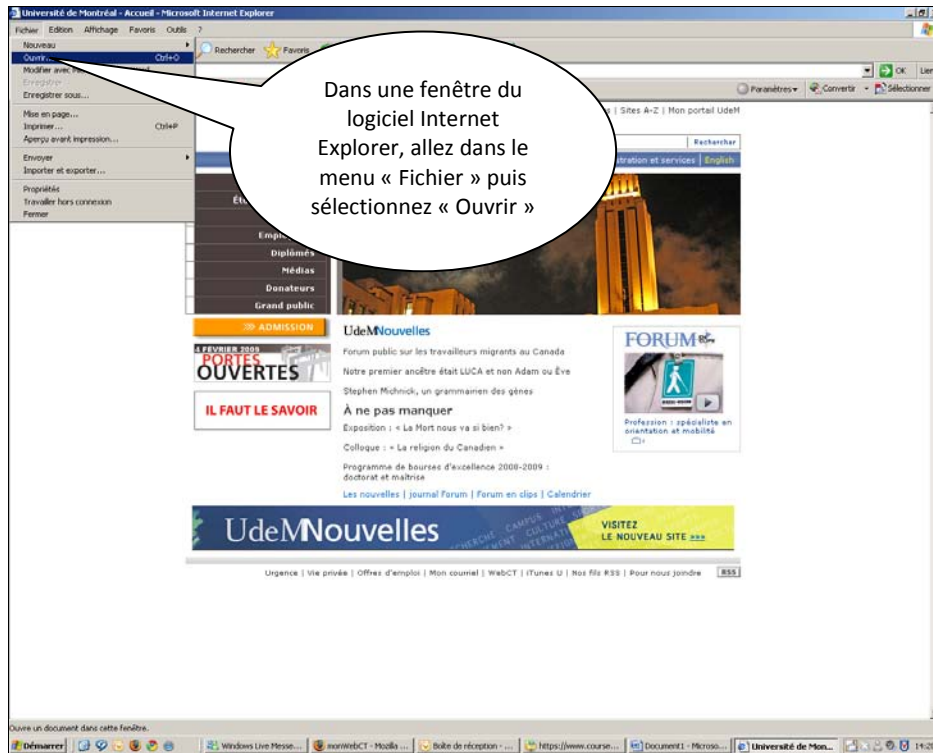 Université de Montréal - Accueil - Microsoft Internet Explorer
Fichier Edition Affichage Favoris Outils ?
Nouveau
Ouvrir... Ctrl+O
Modifier avec
Enregistrer
Enregistrer sous...
Mise en page...
Imprimer... Ctrl+P
Aperçu avant impression...
Envoyer
Importer et exporter...
Propriétés
Travailler hors connexion
Fermer
Rechercher Favoris
OK Lier
Paramètres Convertir Sélectionner
Dans une fenêtre du
logiciel Internet
Explorer, allez dans le
menu « Fichier » puis
sélectionnez « Ouvrir »
| Sites A-Z | Mon portail UdeM
Rechercher
stration et services | English
Diplômés
Médias
Donateurs
Grand public
>>> ADMISSION
4 FÉVRIER 2009
PORTES
OUVERTES
IL FAUT LE SAVOIR
UdeMNouvelles
Forum public sur les travailleurs migrants au Canada
Notre premier ancêtre était LUCA et non Adam ou Ève
Stephen Michnick, un grammairien des gènes
À ne pas manquer
Exposition : « La Mort nous va si bien? »
Colloque : « La religion du Canadien »
Programme de bourses d'excellence 2008-2009 :
doctorat et maîtrise
Les nouvelles | journal Forum | Forum en clips | Calendrier
FORUM
Profession : spécialiste en
orientation et mobilité
UdeMNouvelles
VISITEZ
LE NOUVEAU SITE >>>
Urgence | Vie privée | Offres d'emploi | Mon courriel | WebCT | iTunes U | Nos fils RSS | Pour nous joindre RSS
Ouvre un document dans cette fenêtre.
Démarrer Windows Live Messe... monWebCT - Mozilla ... Boîte de réception - ... https://www.course... Document1 - Microso... Université de Mon...